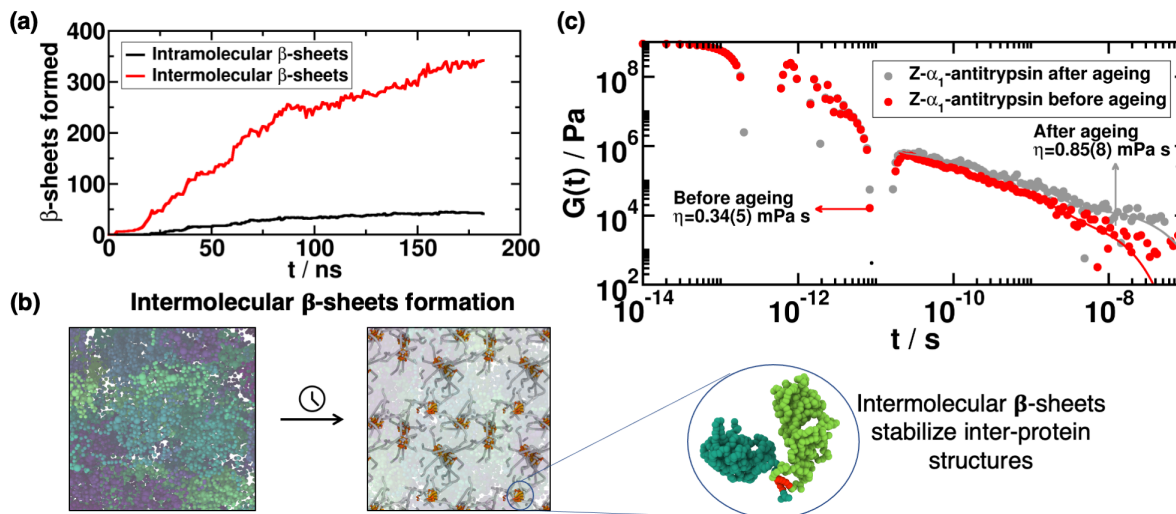 (a)
β-sheets formed
400
300
200
100
0
Intramolecular β-sheets
Intermolecular β-sheets
0
50
100
150
200
t / ns
(b)
Intermolecular β-sheets formation
(c)
G(t) / Pa
10⁸
10⁶
10⁴
10²
Z-α₁-antitrypsin after ageing
Z-α₁-antitrypsin before ageing
After ageing
η=0.85(8) mPa s
Before ageing
η=0.34(5) mPa s
10⁻¹⁴
10⁻¹²
10⁻¹⁰
10⁻⁸
t / s
Intermolecular β-sheets
stabilize inter-protein
structures